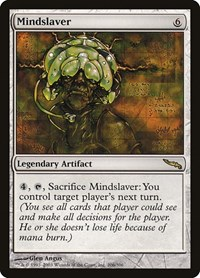 Mindslaver 6
Legendary Artifact
4, T, Sacrifice Mindslaver: You
control target player's next turn.
(You see all cards that player could see
and make all decisions for the player.
He or she doesn't lose life because of
mana burn.)
Glen Angus